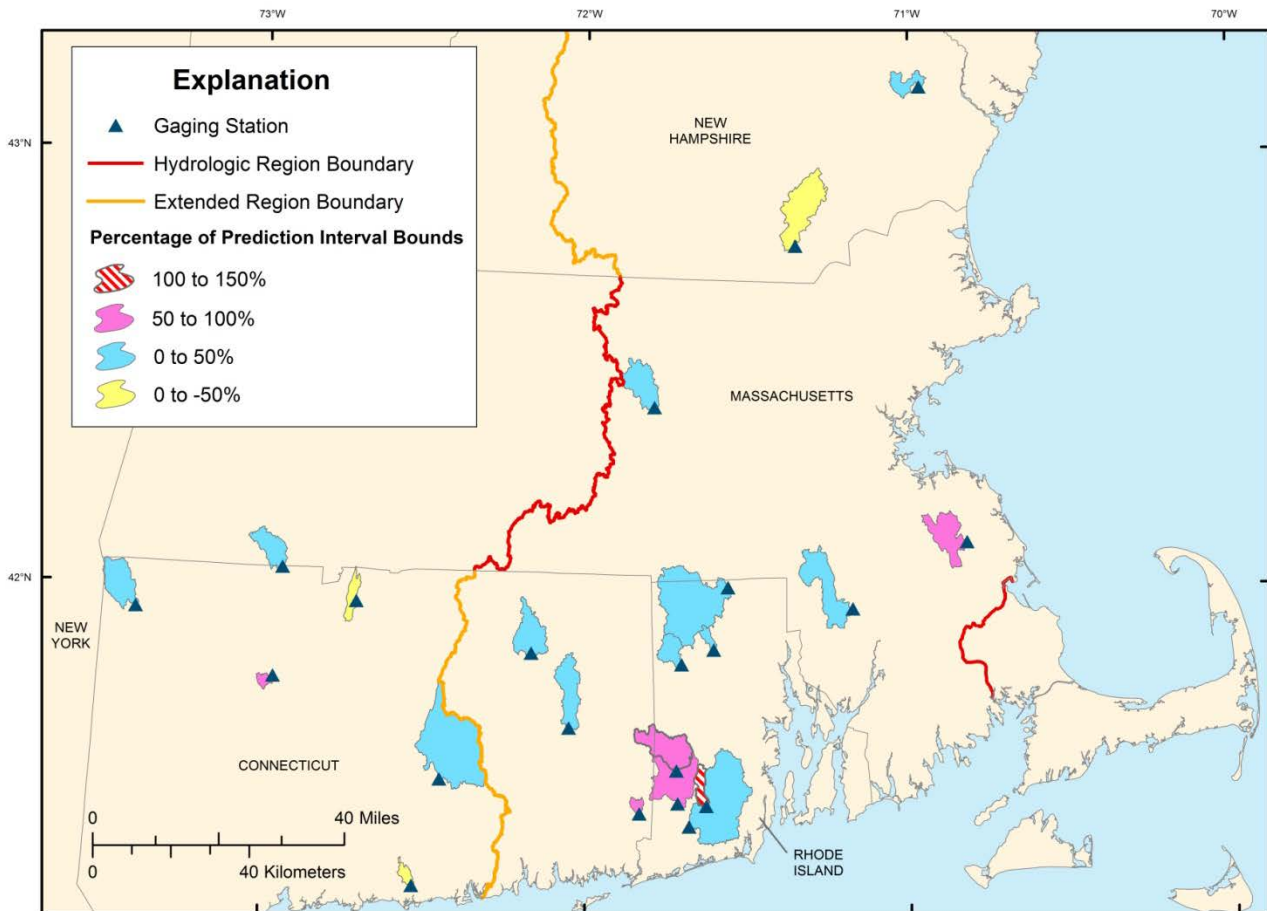 73°W 72°W 71°W 70°W
Explanation
Gaging Station
Hydrologic Region Boundary
Extended Region Boundary
Percentage of Prediction Interval Bounds
100 to 150%
50 to 100%
0 to 50%
0 to -50%
43°N
NEW
HAMPSHIRE
MASSACHUSETTS
42°N
NEW
YORK
CONNECTICUT
0 40 Miles
0 40 Kilometers
RHODE
ISLAND